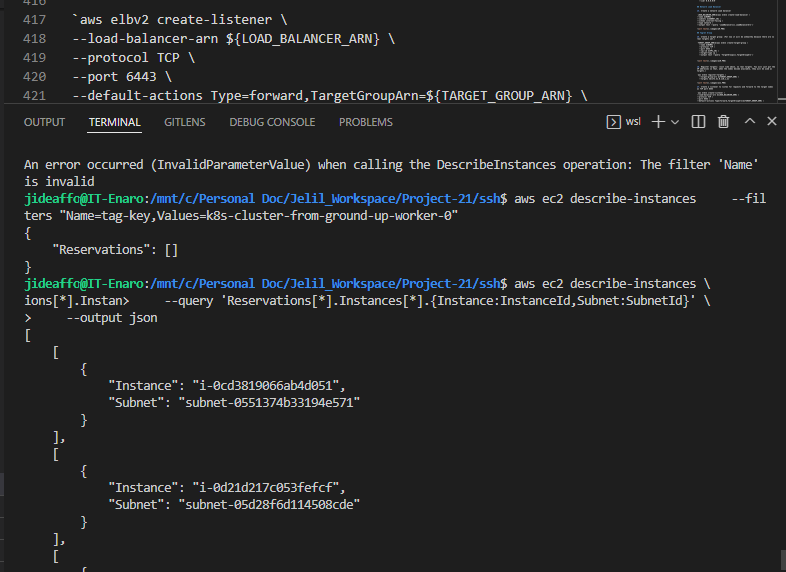 416
417 `aws elbv2 create-listener \
418 --load-balancer-arn ${LOAD_BALANCER_ARN} \
419 --protocol TCP \
420 --port 6443 \
421 --default-actions Type=forward,TargetGroupArn=${TARGET_GROUP_ARN} \
OUTPUT TERMINAL GITLENS DEBUG CONSOLE PROBLEMS wsl
An error occurred (InvalidParameterValue) when calling the DescribeInstances operation: The filter 'Name'
is invalid
jideaffo@IT-Enaro:/mnt/c/Personal Doc/Jelil_Workspace/Project-21/ssh$ aws ec2 describe-instances     --fil
ters "Name=tag-key,Values=k8s-cluster-from-ground-up-worker-0"
{
    "Reservations": []
}
jideaffo@IT-Enaro:/mnt/c/Personal Doc/Jelil_Workspace/Project-21/ssh$ aws ec2 describe-instances \
ions[*].Instan>     --query 'Reservations[*].Instances[*].{Instance:InstanceId,Subnet:SubnetId}' \
>     --output json
[
    [
        {
            "Instance": "i-0cd3819066ab4d051",
            "Subnet": "subnet-0551374b33194e571"
        }
    ],
    [
        {
            "Instance": "i-0d21d217c053fefcf",
            "Subnet": "subnet-05d28f6d114508cde"
        }
    ],
    [
        {